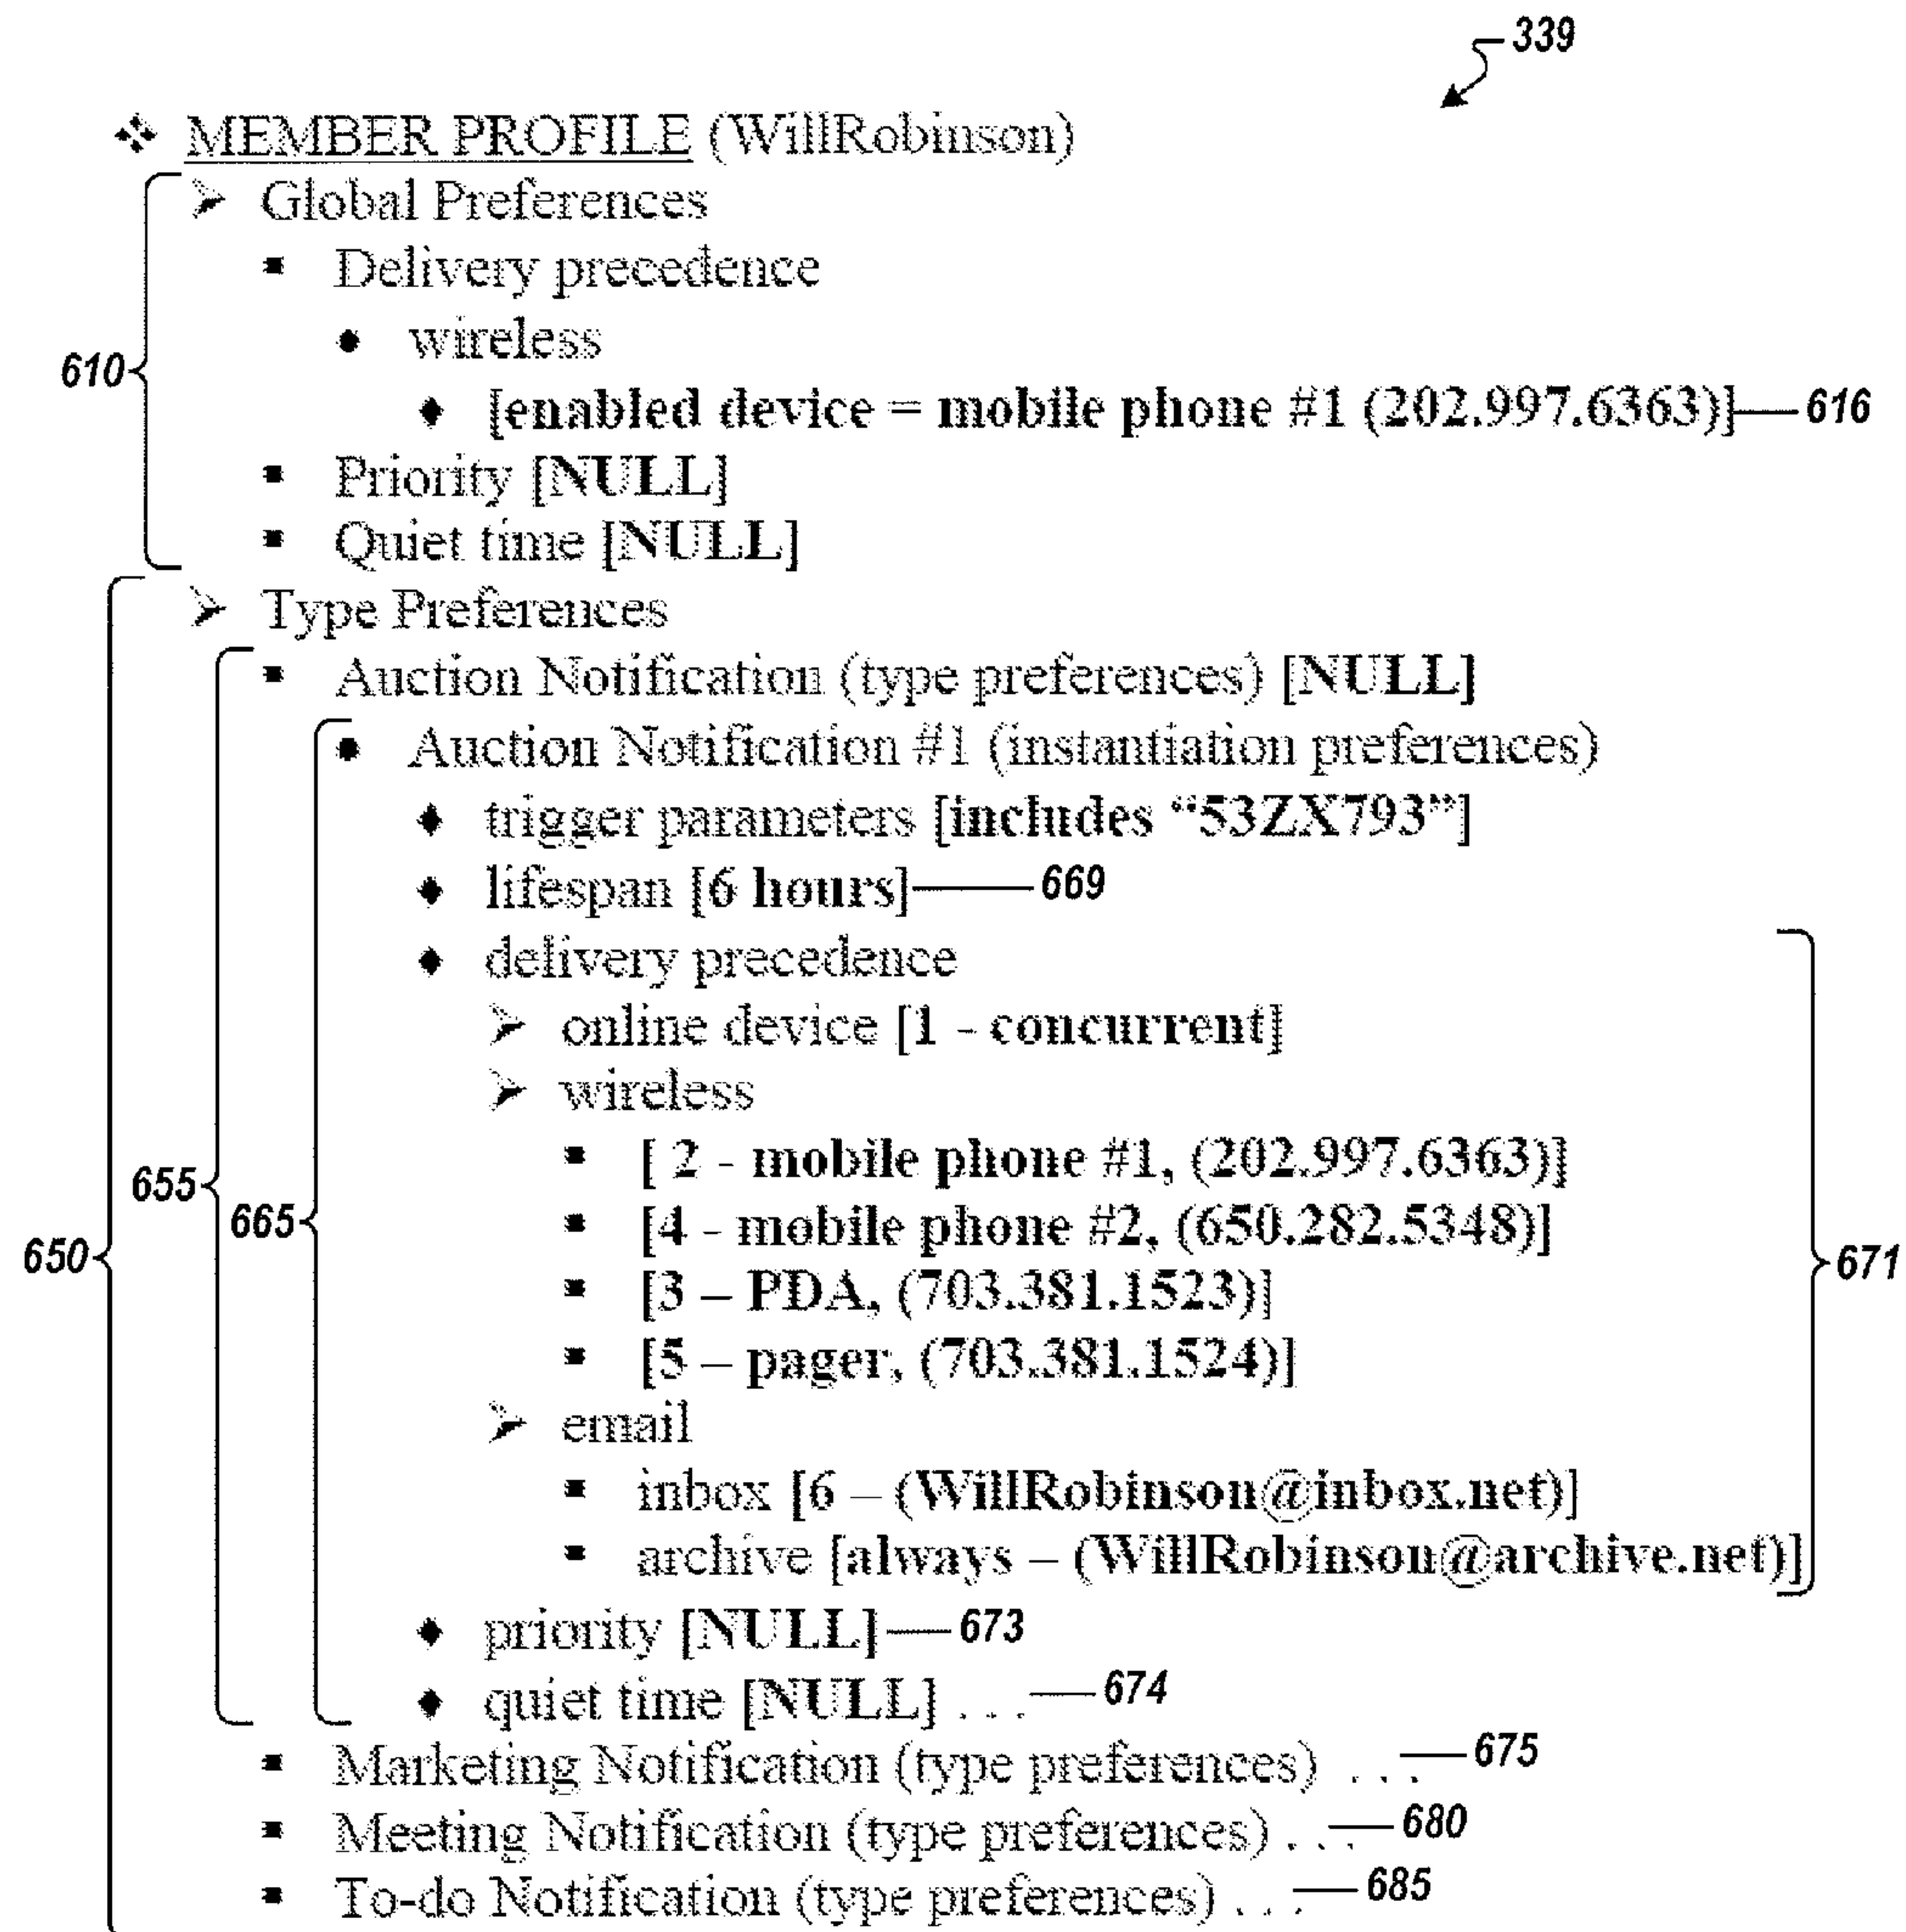 339
❖ MEMBER PROFILE (WillRobinson)
➢ Global Preferences
▪ Delivery precedence
• wireless
610
♦ [enabled device = mobile phone #1 (202.997.6363)] 616
▪ Priority [NULL]
▪ Quiet time [NULL]
➢ Type Preferences
▪ Auction Notification (type preferences) [NULL]
• Auction Notification #1 (instantiation preferences)
♦ trigger parameters [includes “53ZX793”]
♦ lifespan [6 hours] 669
♦ delivery precedence
➢ online device [1 - concurrent]
➢ wireless
▪ [ 2 - mobile phone #1, (202.997.6363)]
655
665
▪ [4 - mobile phone #2, (650.282.5348)]
650
671
▪ [3 – PDA, (703.381.1523)]
▪ [5 – pager, (703.381.1524)]
➢ email
▪ inbox [6 – (WillRobinson@inbox.net)]
▪ archive [always – (WillRobinson@archive.net)]
♦ priority [NULL] 673
♦ quiet time [NULL] . . . 674
▪ Marketing Notification (type preferences) . . . 675
▪ Meeting Notification (type preferences) . . . 680
▪ To-do Notification (type preferences) . . . 685